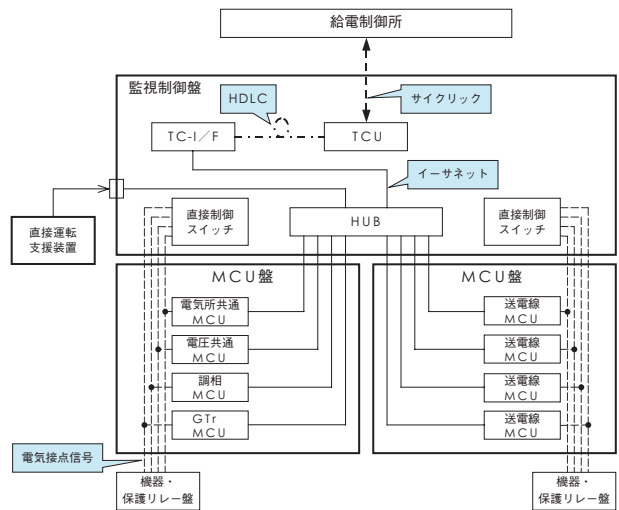 給電制御所
監視制御盤
HDLC
サイクリック
TC-I／F
TCU
イーサネット
直接運転
支援装置
直接制御
スイッチ
HUB
直接制御
スイッチ
MCU盤
MCU盤
電気所共通
MCU
送電線
MCU
電圧共通
MCU
送電線
MCU
調相
MCU
送電線
MCU
GTr
MCU
送電線
MCU
電気接点信号
機器・
保護リレー盤
機器・
保護リレー盤